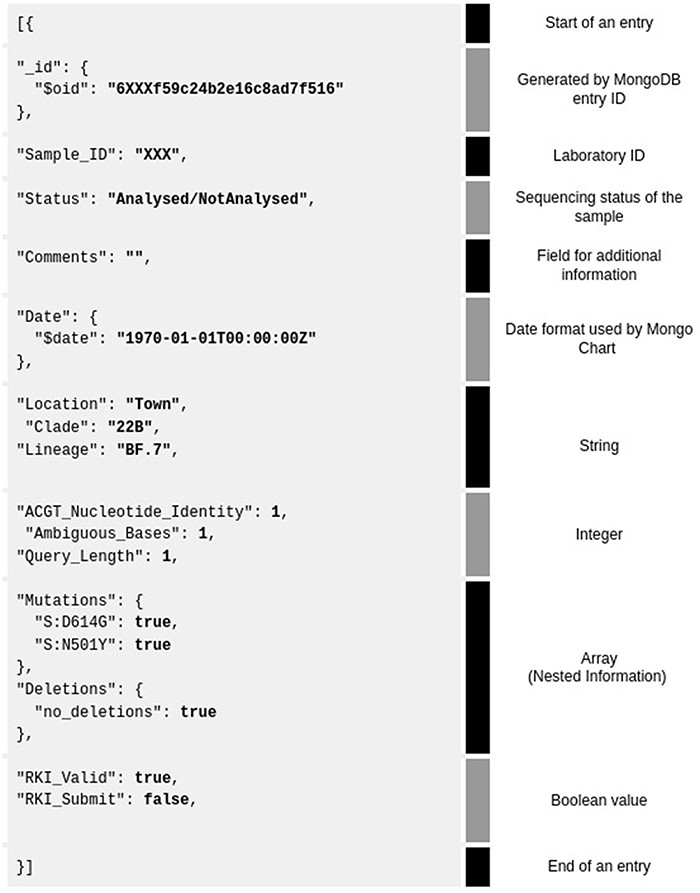 [{
Start of an entry
"_id": {
"$oid": "6XXXf59c24b2e16c8ad7f516"
},
Generated by MongoDB
entry ID
"Sample_ID": "XXX",
Laboratory ID
"Status": "Analysed/NotAnalysed",
Sequencing status of the
sample
"Comments": "",
Field for additional
information
"Date": {
"$date": "1970-01-01T00:00:00Z"
},
Date format used by Mongo
Chart
"Location": "Town",
"Clade": "22B",
"Lineage": "BF.7",
String
"ACGT_Nucleotide_Identity": 1,
"Ambiguous_Bases": 1,
"Query_Length": 1,
Integer
"Mutations": {
"S:D614G": true,
"S:N501Y": true
},
"Deletions": {
"no_deletions": true
},
Array
(Nested Information)
"RKI_Valid": true,
"RKI_Submit": false,
Boolean value
}]
End of an entry